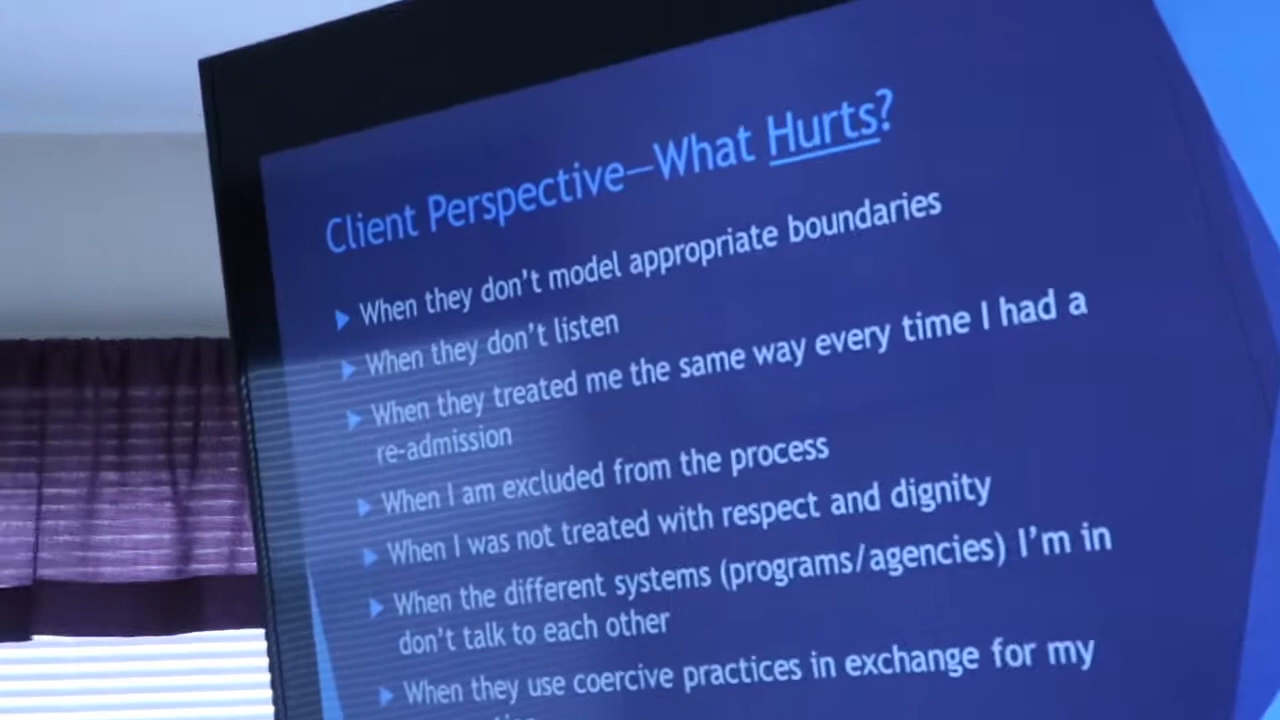 Client Perspective—What Hurts?
When they don't model appropriate boundaries
When they don't listen
When they treated me the same way every time I had a
re-admission
When I am excluded from the process
When I was not treated with respect and dignity
When the different systems (programs/agencies) I'm in
don't talk to each other
When they use coercive practices in exchange for my